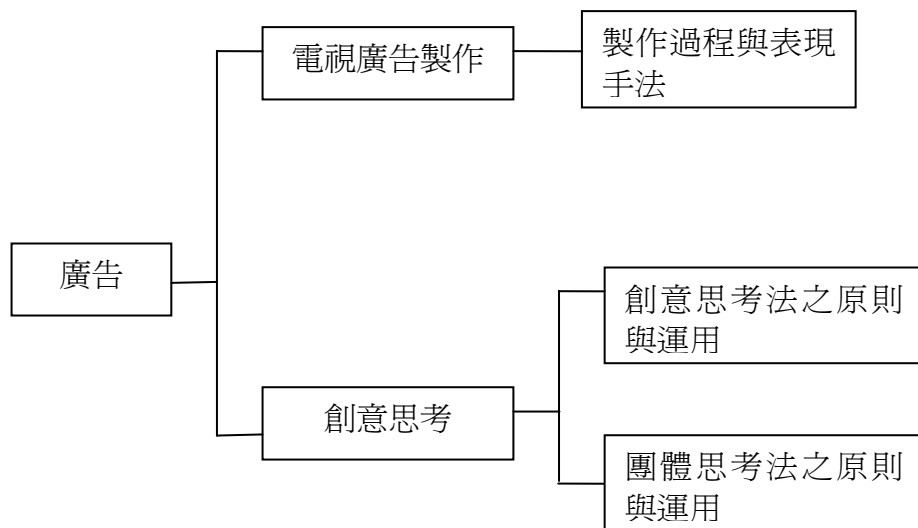 電視廣告製作
製作過程與表現
手法
廣告
創意思考法之原則
與運用
創意思考
團體思考法之原則
與運用